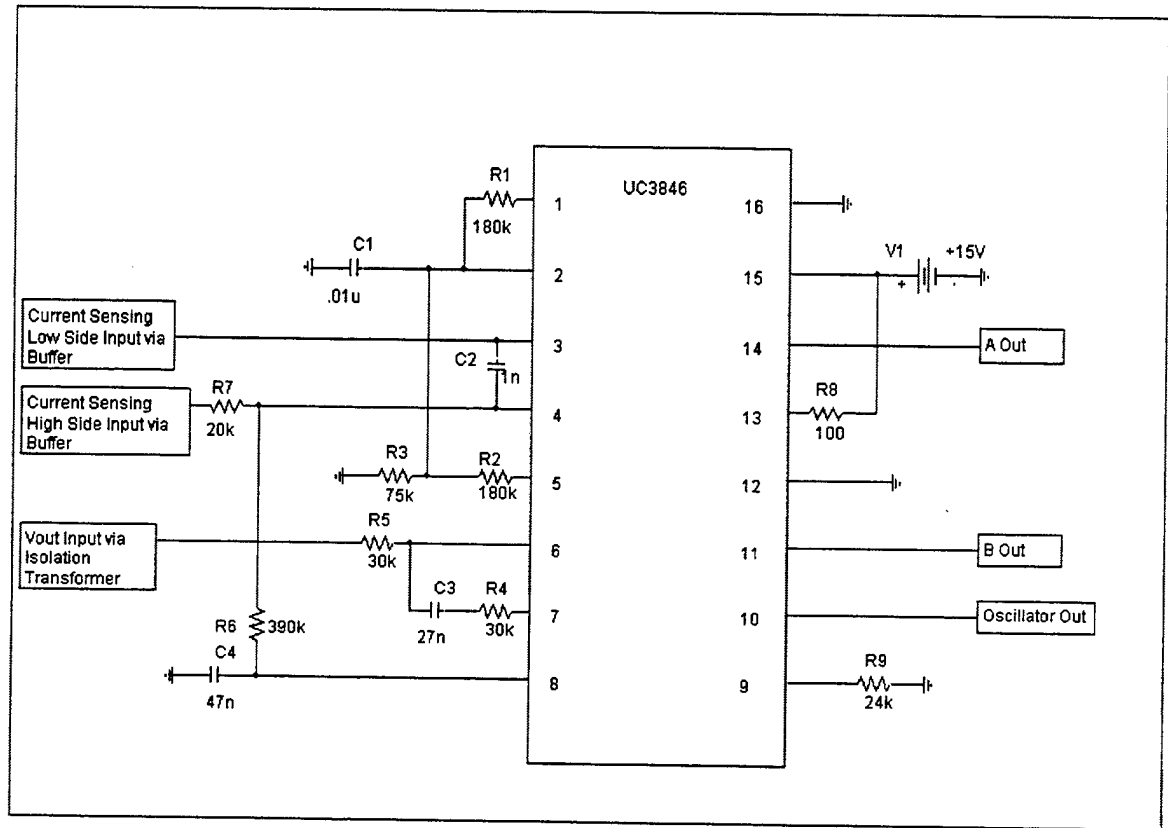 UC3846
R1
180k
1
16
C1
.01u
2
V1
+15V
+
15
Current Sensing
Low Side Input via
Buffer
3
C2
1n
14
A Out
Current Sensing
High Side Input via
Buffer
R7
20k
4
R8
100
13
R3
75k
R2
180k
5
12
Vout Input via
Isolation
Transformer
R5
30k
6
11
B Out
C3
27n
R4
30k
7
10
Oscillator Out
R6
390k
C4
47n
8
R9
24k
9